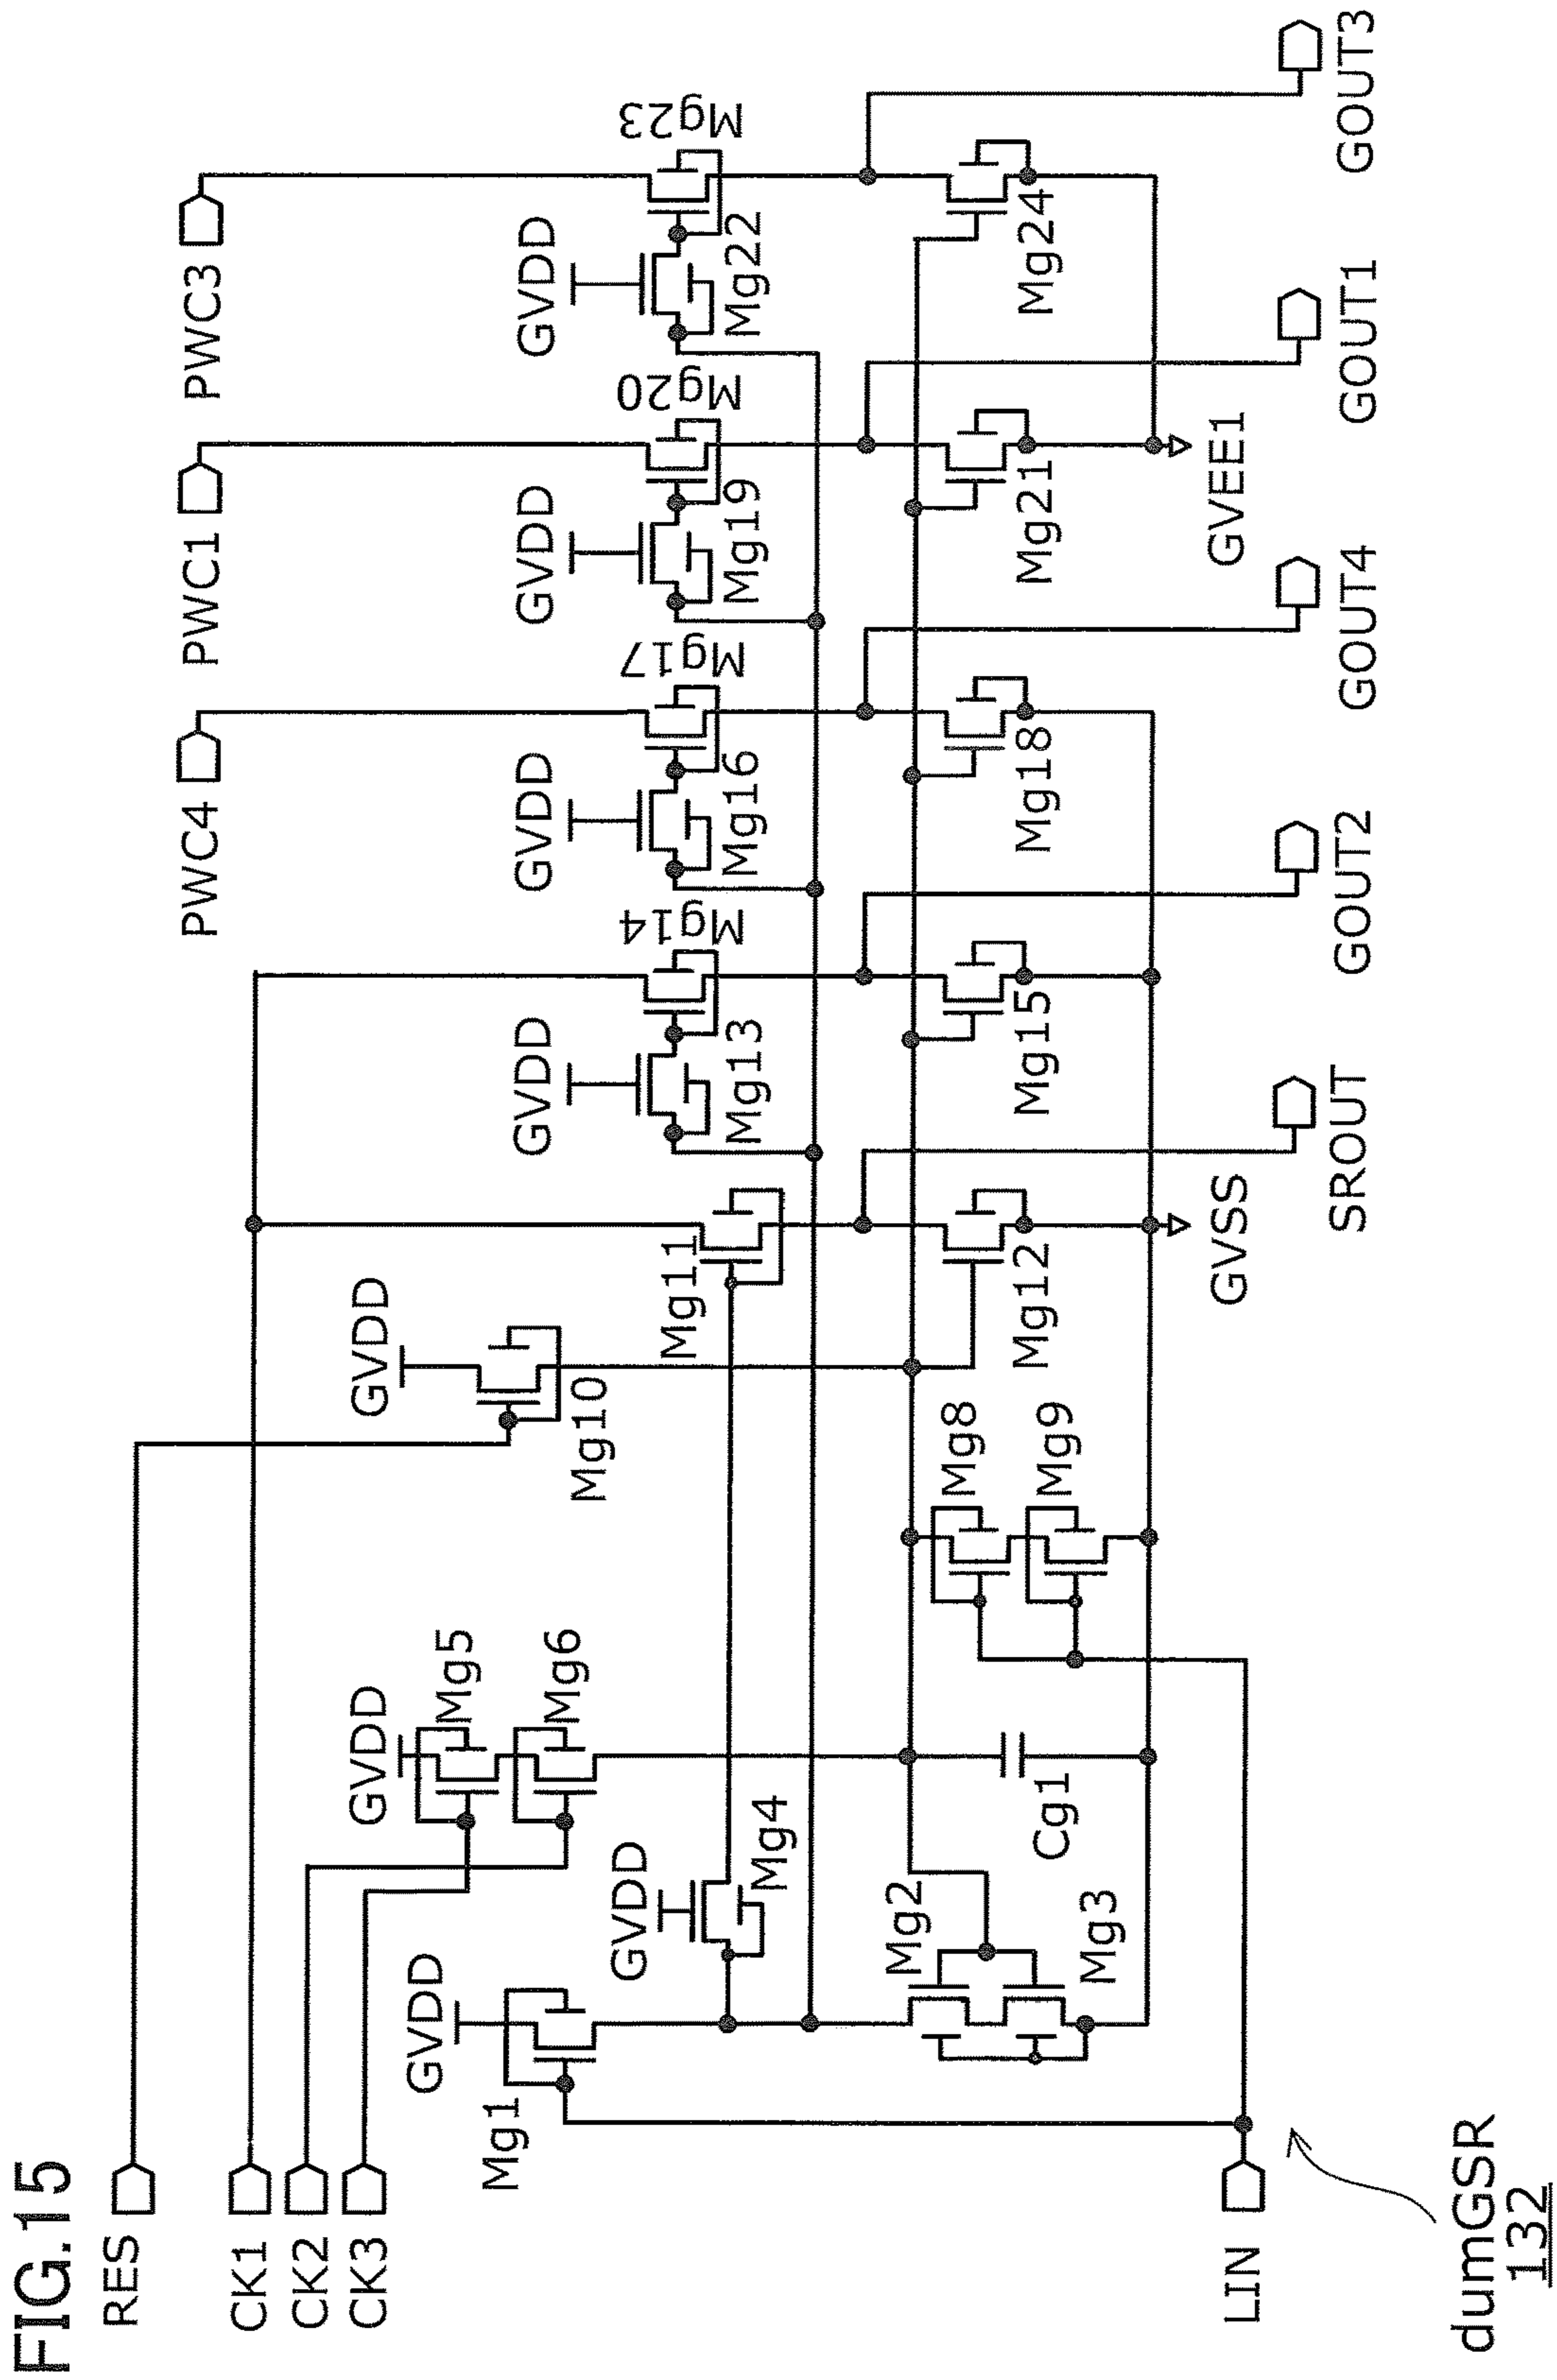 FIG.15
RES
CK1
CK2
CK3
LIN
dumGSR
132
PWC4
PWC1
PWC3
GVDD
Mg1
GVDD
Mg4
Mg2
Mg3
GVDD
Mg5
Mg6
Cg1
Mg8
Mg9
GVDD
Mg10
Mg11
Mg12
GVSS
SROUT
GVDD
Mg13
Mg14
Mg15
GOUT2
GVDD
Mg16
Mg17
Mg18
GOUT4
GVDD
Mg19
Mg20
Mg21
GVEE1
GOUT1
GVDD
Mg22
Mg23
Mg24
GOUT3